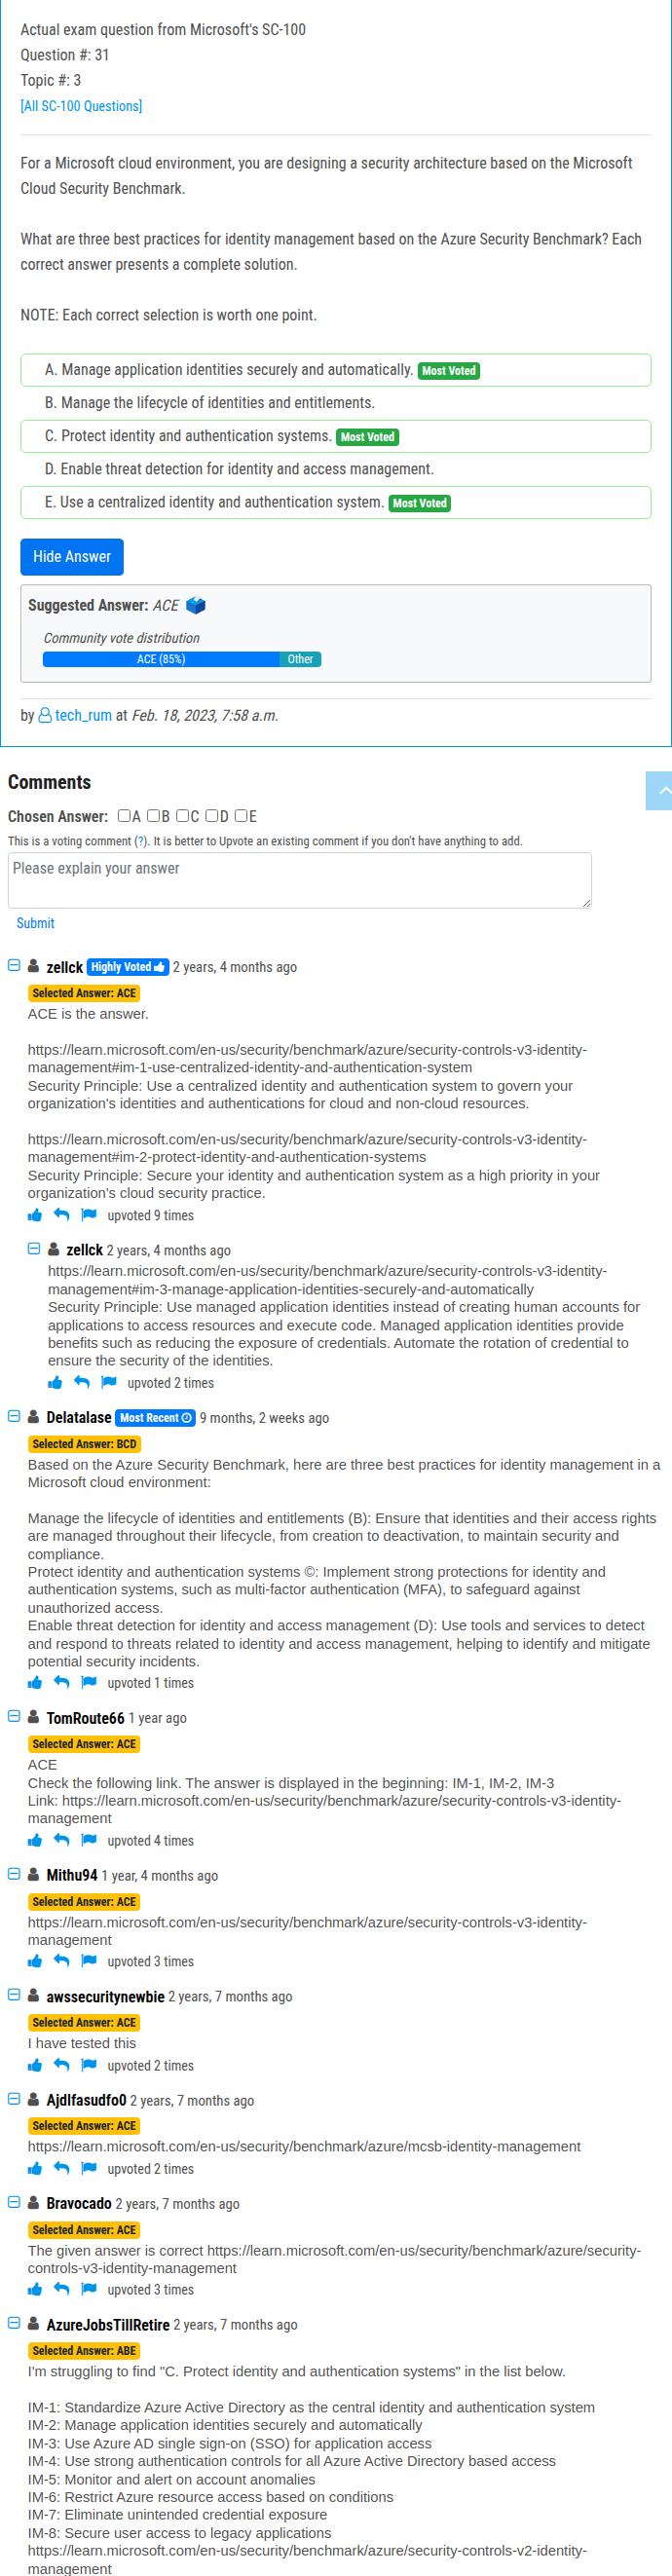 Actual exam question from Microsoft's SC-100
Question #: 31
Topic #: 3
[All SC-100 Questions]
For a Microsoft cloud environment, you are designing a security architecture based on the Microsoft
Cloud Security Benchmark.
What are three best practices for identity management based on the Azure Security Benchmark? Each
correct answer presents a complete solution.
NOTE: Each correct selection is worth one point.
A. Manage application identities securely and automatically. Most Voted
B. Manage the lifecycle of identities and entitlements.
C. Protect identity and authentication systems. Most Voted
D. Enable threat detection for identity and access management.
E. Use a centralized identity and authentication system. Most Voted
Hide Answer
Suggested Answer: ACE
Community vote distribution
ACE (85%) Other
by tech_rum at Feb. 18, 2023, 7:58 a.m.
Comments
Chosen Answer: A B C D E
This is a voting comment (?). It is better to Upvote an existing comment if you don't have anything to add.
Please explain your answer
Submit
zellck Highly Voted 2 years, 4 months ago
Selected Answer: ACE
ACE is the answer.
https://learn.microsoft.com/en-us/security/benchmark/azure/security-controls-v3-identity-
management#im-1-use-centralized-identity-and-authentication-system
Security Principle: Use a centralized identity and authentication system to govern your
organization's identities and authentications for cloud and non-cloud resources.
https://learn.microsoft.com/en-us/security/benchmark/azure/security-controls-v3-identity-
management#im-2-protect-identity-and-authentication-systems
Security Principle: Secure your identity and authentication system as a high priority in your
organization's cloud security practice.
upvoted 9 times
zellck 2 years, 4 months ago
https://learn.microsoft.com/en-us/security/benchmark/azure/security-controls-v3-identity-
management#im-3-manage-application-identities-securely-and-automatically
Security Principle: Use managed application identities instead of creating human accounts for
applications to access resources and execute code. Managed application identities provide
benefits such as reducing the exposure of credentials. Automate the rotation of credential to
ensure the security of the identities.
upvoted 2 times
Delatalase Most Recent 9 months, 2 weeks ago
Selected Answer: BCD
Based on the Azure Security Benchmark, here are three best practices for identity management in a
Microsoft cloud environment:
Manage the lifecycle of identities and entitlements (B): Ensure that identities and their access rights
are managed throughout their lifecycle, from creation to deactivation, to maintain security and
compliance.
Protect identity and authentication systems ©: Implement strong protections for identity and
authentication systems, such as multi-factor authentication (MFA), to safeguard against
unauthorized access.
Enable threat detection for identity and access management (D): Use tools and services to detect
and respond to threats related to identity and access management, helping to identify and mitigate
potential security incidents.
upvoted 1 times
TomRoute66 1 year ago
Selected Answer: ACE
ACE
Check the following link. The answer is displayed in the beginning: IM-1, IM-2, IM-3
Link: https://learn.microsoft.com/en-us/security/benchmark/azure/security-controls-v3-identity-
management
upvoted 4 times
Mithu94 1 year, 4 months ago
Selected Answer: ACE
https://learn.microsoft.com/en-us/security/benchmark/azure/security-controls-v3-identity-
management
upvoted 3 times
awssecuritynewbie 2 years, 7 months ago
Selected Answer: ACE
I have tested this
upvoted 2 times
Ajdlfasudfo0 2 years, 7 months ago
Selected Answer: ACE
https://learn.microsoft.com/en-us/security/benchmark/azure/mcsb-identity-management
upvoted 2 times
Bravocado 2 years, 7 months ago
Selected Answer: ACE
The given answer is correct https://learn.microsoft.com/en-us/security/benchmark/azure/security-
controls-v3-identity-management
upvoted 3 times
AzureJobsTillRetire 2 years, 7 months ago
Selected Answer: ABE
I'm struggling to find "C. Protect identity and authentication systems" in the list below.
IM-1: Standardize Azure Active Directory as the central identity and authentication system
IM-2: Manage application identities securely and automatically
IM-3: Use Azure AD single sign-on (SSO) for application access
IM-4: Use strong authentication controls for all Azure Active Directory based access
IM-5: Monitor and alert on account anomalies
IM-6: Restrict Azure resource access based on conditions
IM-7: Eliminate unintended credential exposure
IM-8: Secure user access to legacy applications
https://learn.microsoft.com/en-us/security/benchmark/azure/security-controls-v2-identity-
management